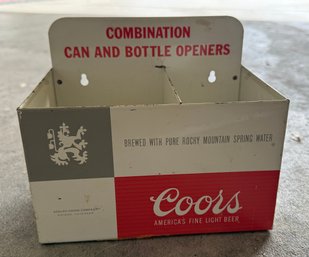 COMBINATION
CAN AND BOTTLE OPENERS
BREWED WITH PURE ROCKY MOUNTAIN SPRING WATER
Coors
AMERICA'S FINE LIGHT BEER